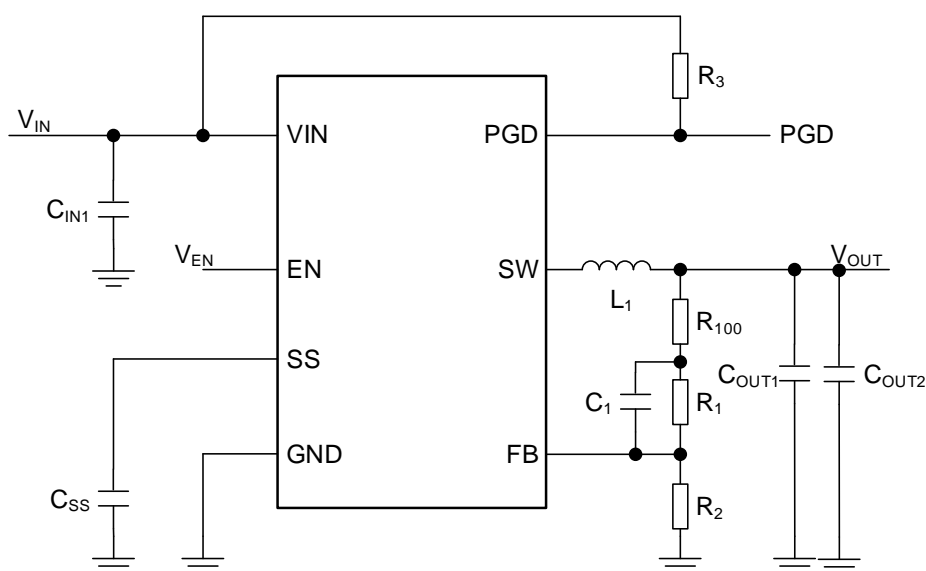 R3
VIN
VIN
PGD
PGD
CIN1
VEN
EN
SW
VOUT
L1
R100
SS
C1
R1
COUT1
COUT2
GND
FB
CSS
R2